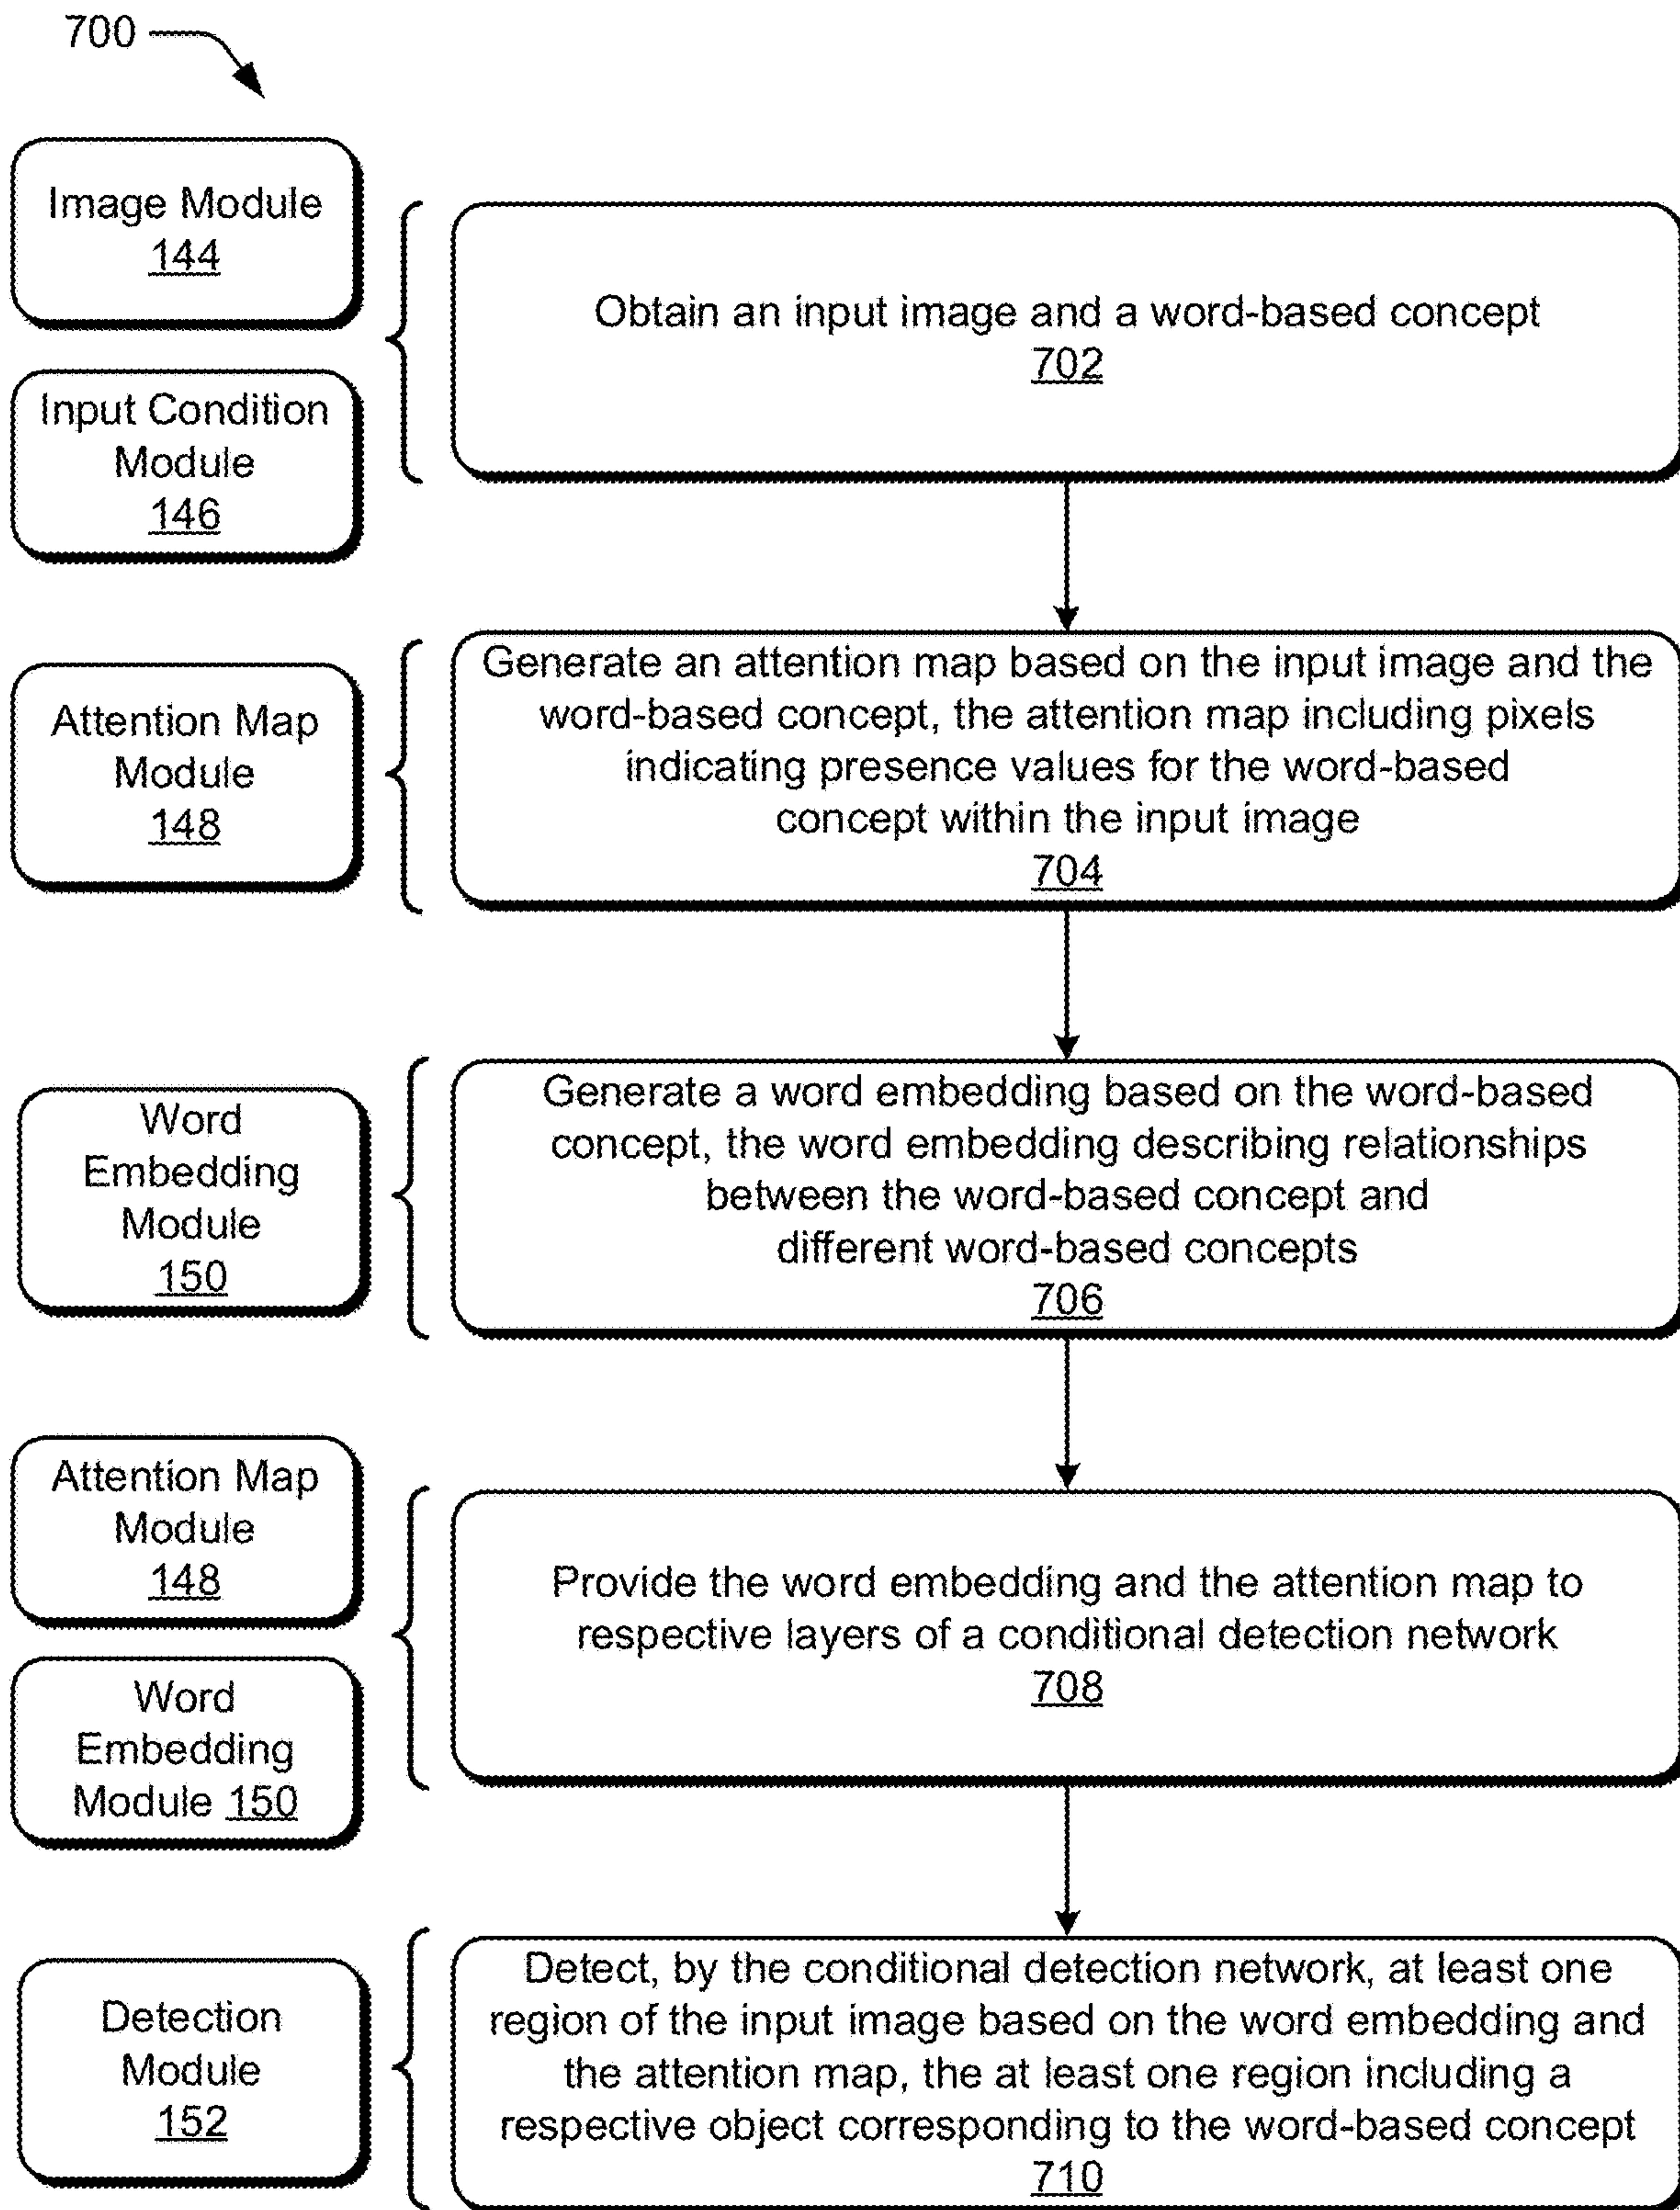 700
Image Module
144
Input Condition
Module
146
Obtain an input image and a word-based concept
702
Attention Map
Module
148
Generate an attention map based on the input image and the
word-based concept, the attention map including pixels
indicating presence values for the word-based
concept within the input image
704
Word
Embedding
Module
150
Generate a word embedding based on the word-based
concept, the word embedding describing relationships
between the word-based concept and
different word-based concepts
706
Attention Map
Module
148
Word
Embedding
Module 150
Provide the word embedding and the attention map to
respective layers of a conditional detection network
708
Detection
Module
152
Detect, by the conditional detection network, at least one
region of the input image based on the word embedding and
the attention map, the at least one region including a
respective object corresponding to the word-based concept
710